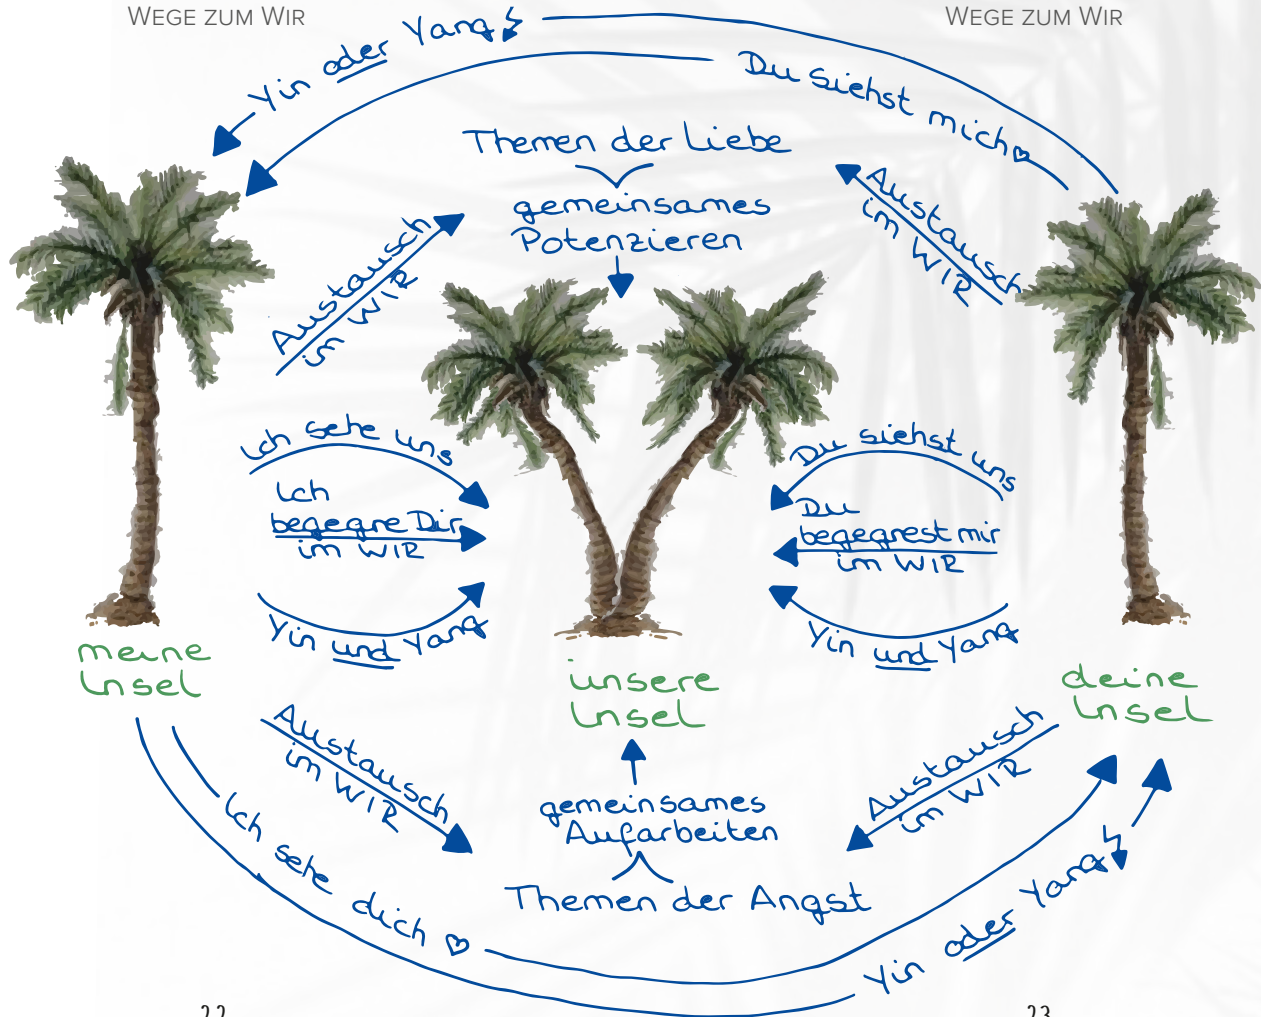 WEGE ZUM WIR
WEGE ZUM WIR
Yin oder Yang
Du siehst mich
Themen der Liebe
gemeinsames
Potenzieren
Austausch
im WIR
Austausch
im WIR
Ich sehe uns
Ich
begegne Dir
im WIR
Yin und Yang
Du siehst uns
Du
begegnest mir
im WIR
Yin und Yang
meine
Insel
unsere
Insel
deine
Insel
Austausch
im WIR
Austausch
im WIR
gemeinsames
Aufarbeiten
Themen der Angst
Ich sehe dich
Yin oder Yang
22
23